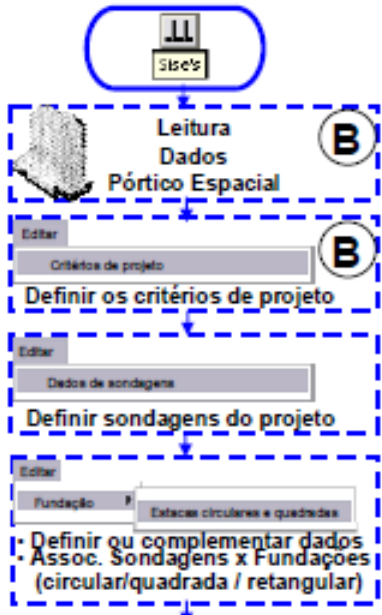 Sise's
Leitura
Dados
Pórtico Espacial
B
Editar
Critérios de projeto
B
Definir os critérios de projeto
Editar
Dados de sondagens
Definir sondagens do projeto
Editar
Fundação
Estacas circulares e quadradas
• Definir ou complementar dados
• Assoc. Sondagens x Fundações
(circular/quadrada / retangular)